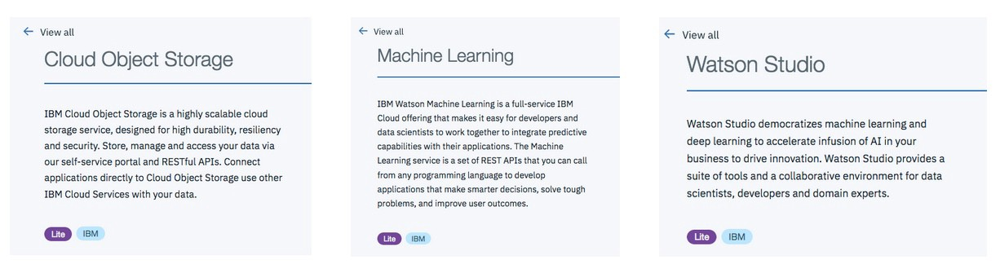 View all
Cloud Object Storage
IBM Cloud Object Storage is a highly scalable cloud
storage service, designed for high durability, resiliency
and security. Store, manage and access your data via
our self-service portal and RESTful APIs. Connect
applications directly to Cloud Object Storage use other
IBM Cloud Services with your data.
Lite IBM
View all
Machine Learning
IBM Watson Machine Learning is a full-service IBM
Cloud offering that makes it easy for developers and
data scientists to work together to integrate predictive
capabilities with their applications. The Machine
Learning service is a set of REST APIs that you can call
from any programming language to develop
applications that make smarter decisions, solve tough
problems, and improve user outcomes.
Lite IBM
View all
Watson Studio
Watson Studio democratizes machine learning and
deep learning to accelerate infusion of AI in your
business to drive innovation. Watson Studio provides a
suite of tools and a collaborative environment for data
scientists, developers and domain experts.
Lite IBM